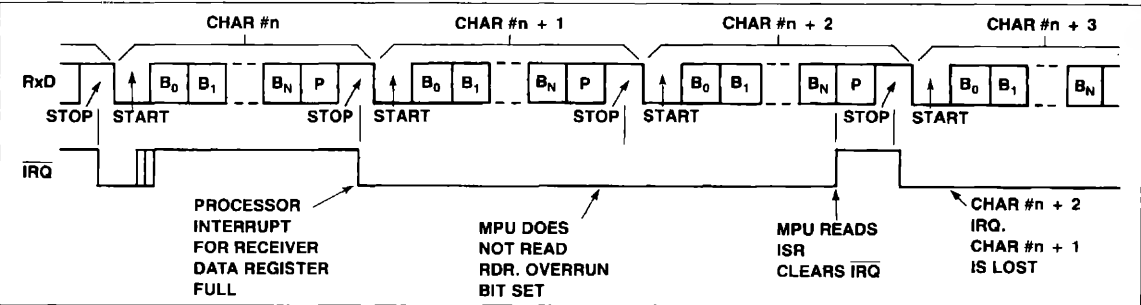 CHAR #n CHAR #n + 1 CHAR #n + 2 CHAR #n + 3
RxD B0 B1 BN P B0 B1 BN P B0 B1 BN P B0 B1 BN
STOP START STOP START STOP START STOP START
IRQ
PROCESSOR
INTERRUPT
FOR RECEIVER
DATA REGISTER
FULL
MPU DOES
NOT READ
RDR. OVERRUN
BIT SET
MPU READS
ISR
CLEARS IRQ
CHAR #n + 2
IRQ.
CHAR #n + 1
IS LOST